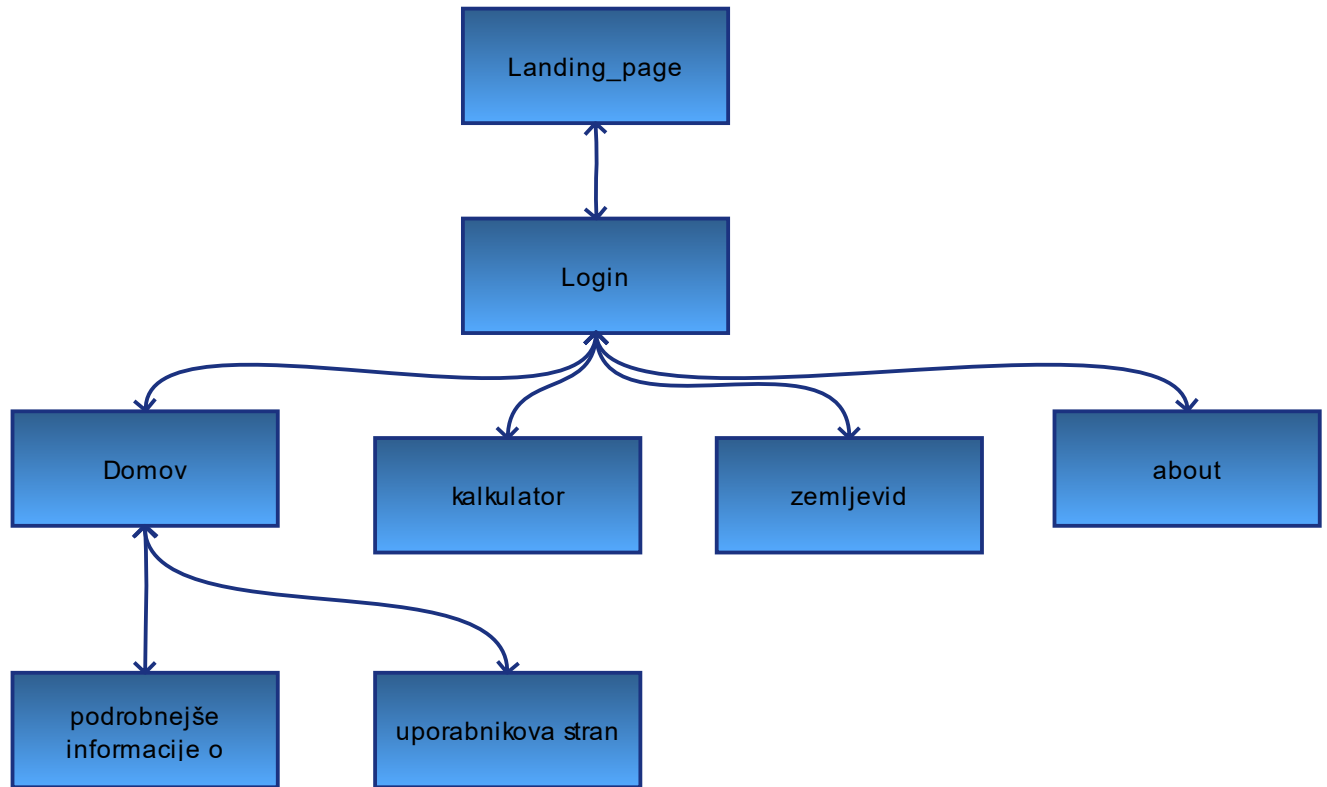 Landing_page
Login
Domov
kalkulator
zemljevid
about
podrobnejše
informacije o
uporabnikova stran